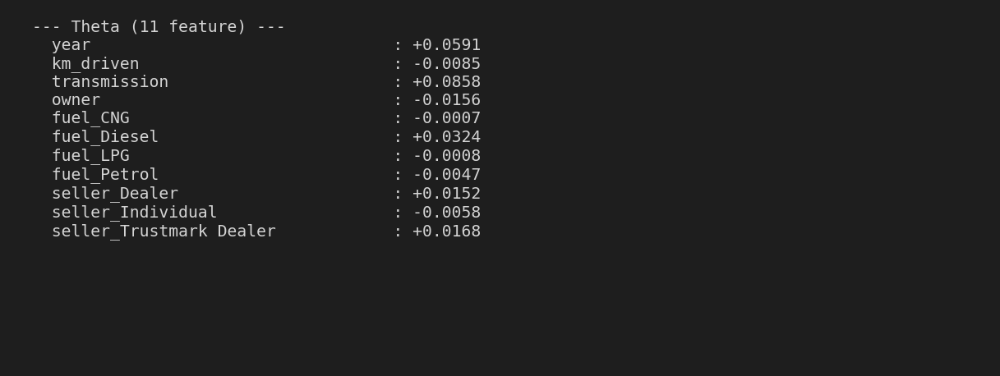 --- Theta (11 feature) ---
year : +0.0591
km_driven : -0.0085
transmission : +0.0858
owner : -0.0156
fuel_CNG : -0.0007
fuel_Diesel : +0.0324
fuel_LPG : -0.0008
fuel_Petrol : -0.0047
seller_Dealer : +0.0152
seller_Individual : -0.0058
seller_Trustmark Dealer : +0.0168